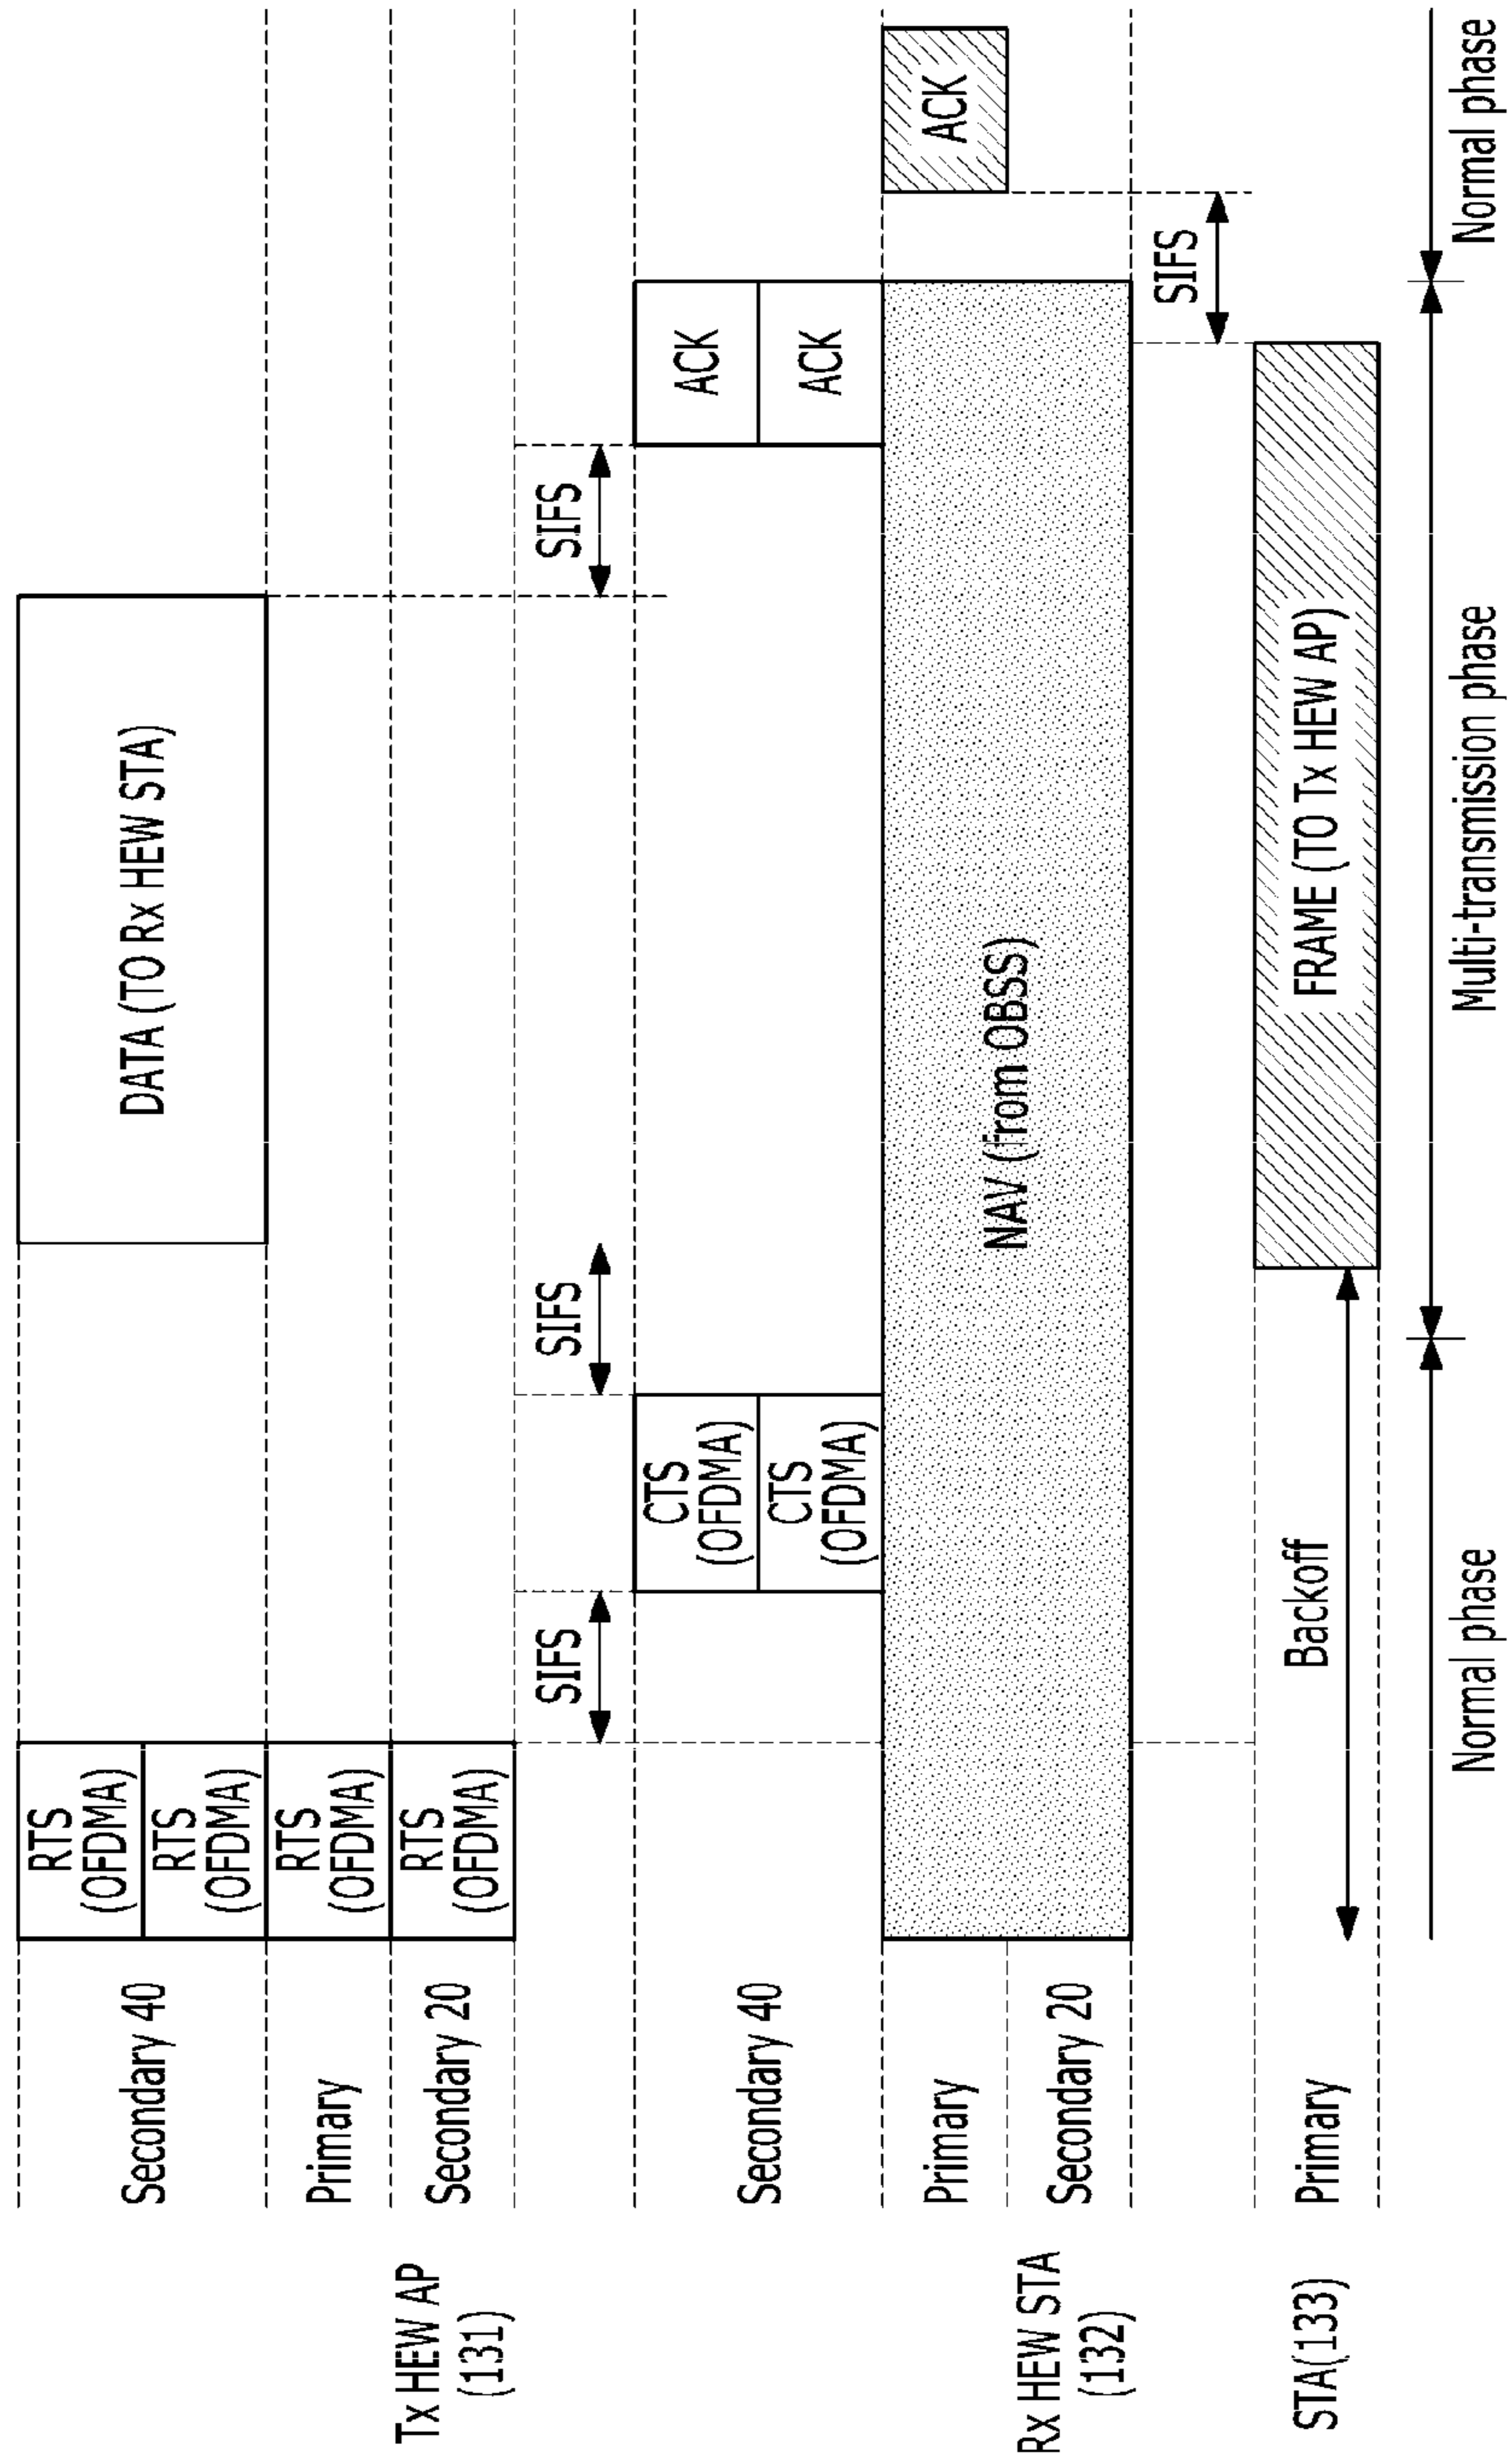 Tx HEW AP
(131)
Secondary 40
Primary
Secondary 20
RTS
(OFDMA)
RTS
(OFDMA)
RTS
(OFDMA)
RTS
(OFDMA)
DATA (TO Rx HEW STA)
SIFS
SIFS
SIFS
Rx HEW STA
(132)
Secondary 40
Primary
Secondary 20
CTS
(OFDMA)
CTS
(OFDMA)
ACK
ACK
NAV (from OBSS)
ACK
SIFS
STA(133)
Primary
Backoff
FRAME (TO Tx HEW AP)
Normal phase
Multi-transmission phase
Normal phase